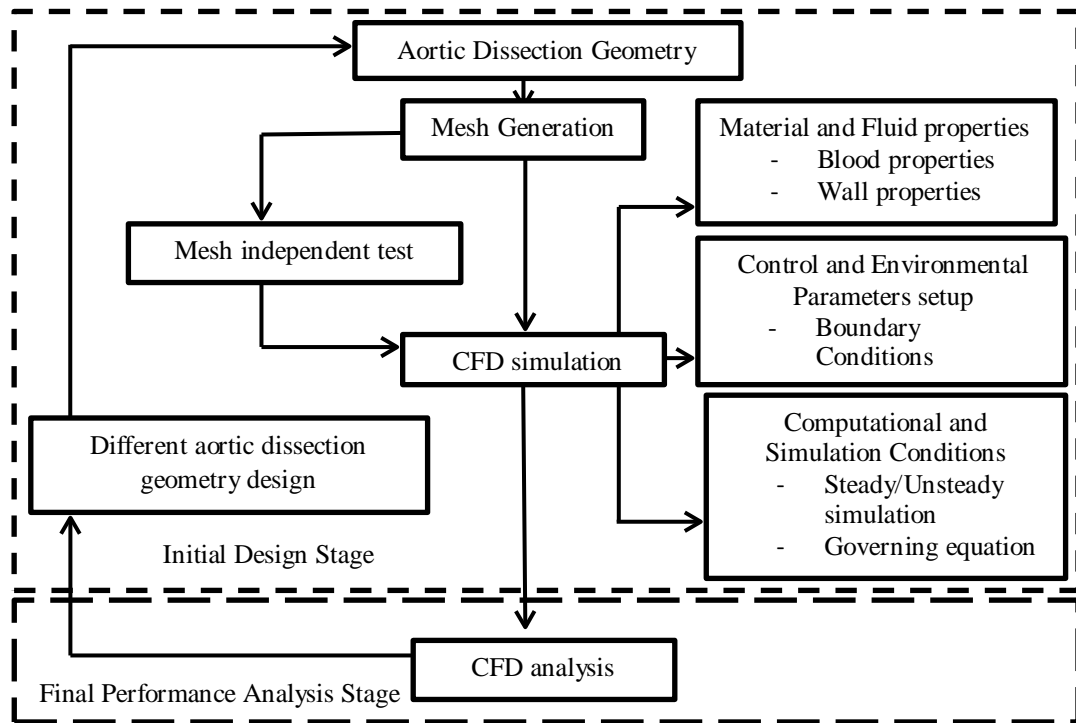 Aortic Dissection Geometry
Mesh Generation
Material and Fluid properties
- Blood properties
- Wall properties
Mesh independent test
Control and Environmental
Parameters setup
- Boundary
Conditions
CFD simulation
Different aortic dissection
geometry design
Computational and
Simulation Conditions
- Steady/Unsteady
simulation
- Governing equation
Initial Design Stage
CFD analysis
Final Performance Analysis Stage